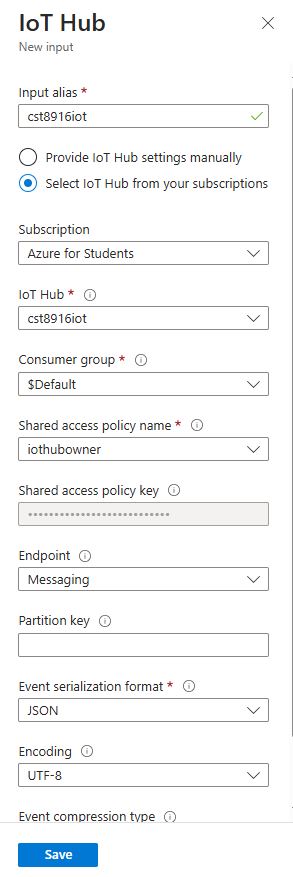 IoT Hub
New input
Input alias *
cst8916iot
Provide IoT Hub settings manually
Select IoT Hub from your subscriptions
Subscription
Azure for Students
IoT Hub *
cst8916iot
Consumer group *
$Default
Shared access policy name *
iothubowner
Shared access policy key
•••••••••••••••••••••••••••
Endpoint
Messaging
Partition key
Event serialization format *
JSON
Encoding
UTF-8
Event compression type
Save